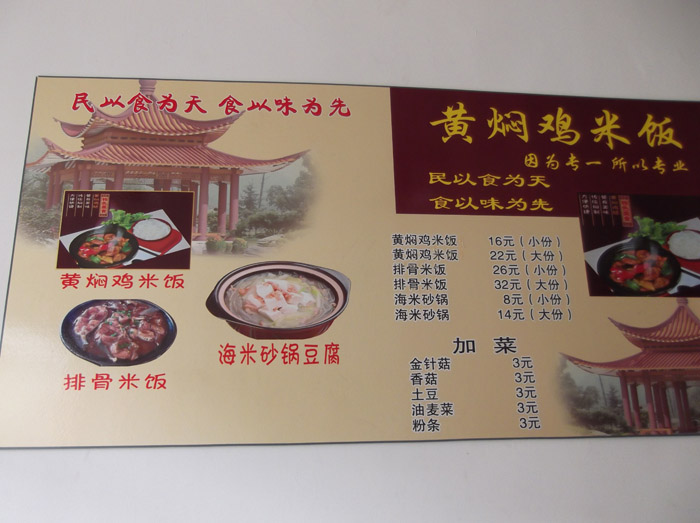 民以食为天 食以味为先
黄焖鸡米饭
排骨米饭
海米砂锅豆腐
黄焖鸡米饭
因为专一 所以专业
民以食为天
食以味为先
黄焖鸡米饭 16元（小份）
黄焖鸡米饭 22元（大份）
排骨米饭 26元（小份）
排骨米饭 32元（大份）
海米砂锅 8元（小份）
海米砂锅 14元（大份）
加菜
金针菇 3元
香菇 3元
土豆 3元
油麦菜 3元
粉条 3元